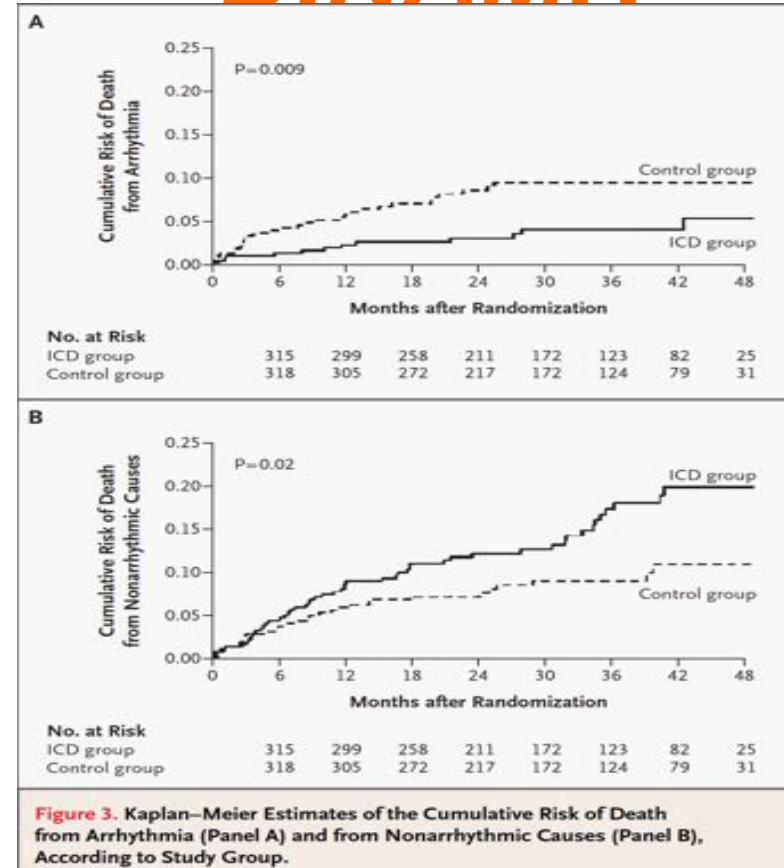 A
0.25
P=0.009
0.20
0.15
0.10
0.05
0.00
Cumulative Risk of Death
from Arrhythmia
Control group
ICD group
0 6 12 18 24 30 36 42 48
Months after Randomization
No. at Risk
ICD group 315 299 258 211 172 123 82 25
Control group 318 305 272 217 172 124 79 31
B
0.25
P=0.02
0.20
0.15
0.10
0.05
0.00
Cumulative Risk of Death
from Nonarrhythmic Causes
ICD group
Control group
0 6 12 18 24 30 36 42 48
Months after Randomization
No. at Risk
ICD group 315 299 258 211 172 123 82 25
Control group 318 305 272 217 172 124 79 31
Figure 3. Kaplan–Meier Estimates of the Cumulative Risk of Death
from Arrhythmia (Panel A) and from Nonarrhythmic Causes (Panel B),
According to Study Group.